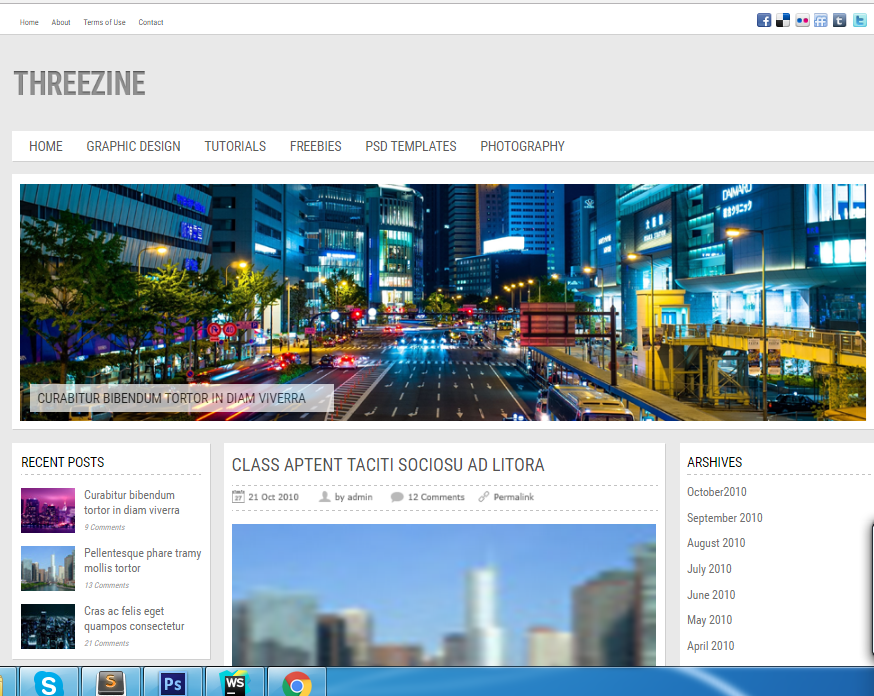 Home About Terms of Use Contact
THREEZINE
HOME GRAPHIC DESIGN TUTORIALS FREEBIES PSD TEMPLATES PHOTOGRAPHY
CURABITUR BIBENDUM TORTOR IN DIAM VIVERRA
RECENT POSTS
Curabitur bibendum
tortor in diam viverra
9 Comments
Pellentesque phare tramy
mollis tortor
13 Comments
Cras ac felis eget
quampos consectetur
21 Comments
CLASS APTENT TACITI SOCIOSU AD LITORA
27 21 Oct 2010 by admin 12 Comments Permalink
ARSHIVES
October2010
September 2010
August 2010
July 2010
June 2010
May 2010
April 2010
S S Ps WS